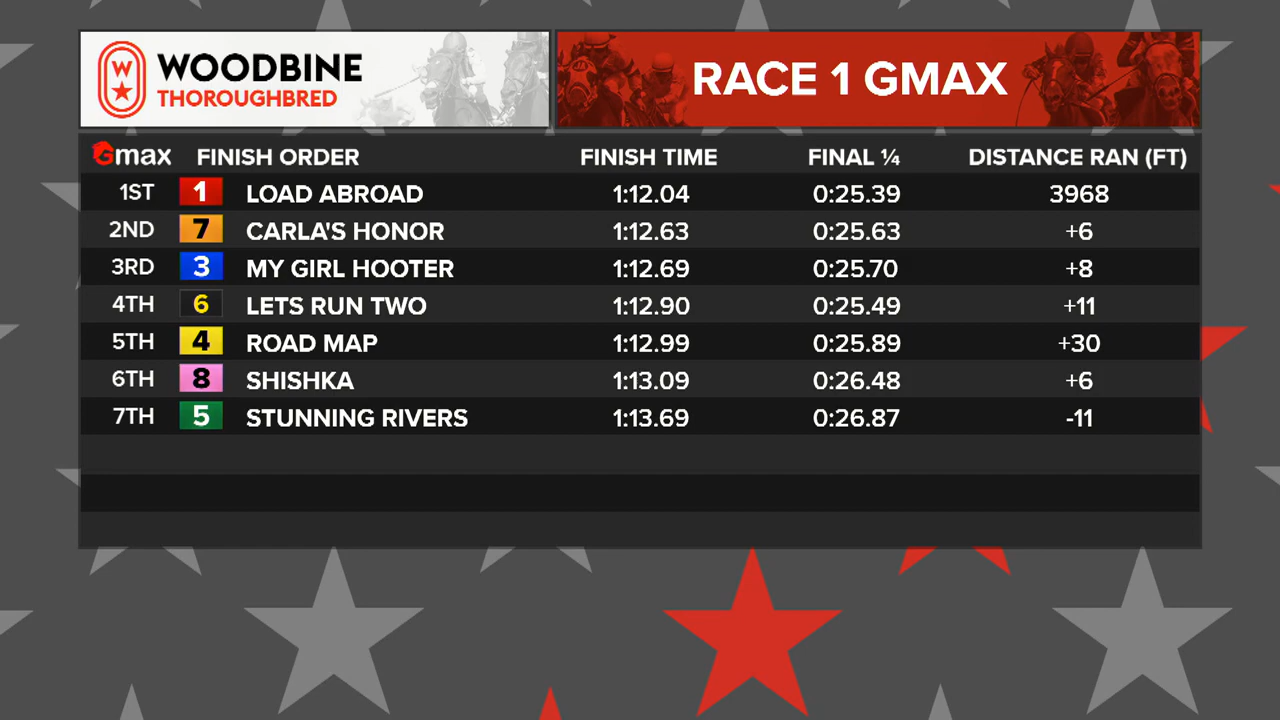 W
WOODBINE
THOROUGHBRED
RACE 1 GMAX
Gmax FINISH ORDER FINISH TIME FINAL ¼ DISTANCE RAN (FT)
1ST 1 LOAD ABROAD 1:12.04 0:25.39 3968
2ND 7 CARLA'S HONOR 1:12.63 0:25.63 +6
3RD 3 MY GIRL HOOTER 1:12.69 0:25.70 +8
4TH 6 LETS RUN TWO 1:12.90 0:25.49 +11
5TH 4 ROAD MAP 1:12.99 0:25.89 +30
6TH 8 SHISHKA 1:13.09 0:26.48 +6
7TH 5 STUNNING RIVERS 1:13.69 0:26.87 -11